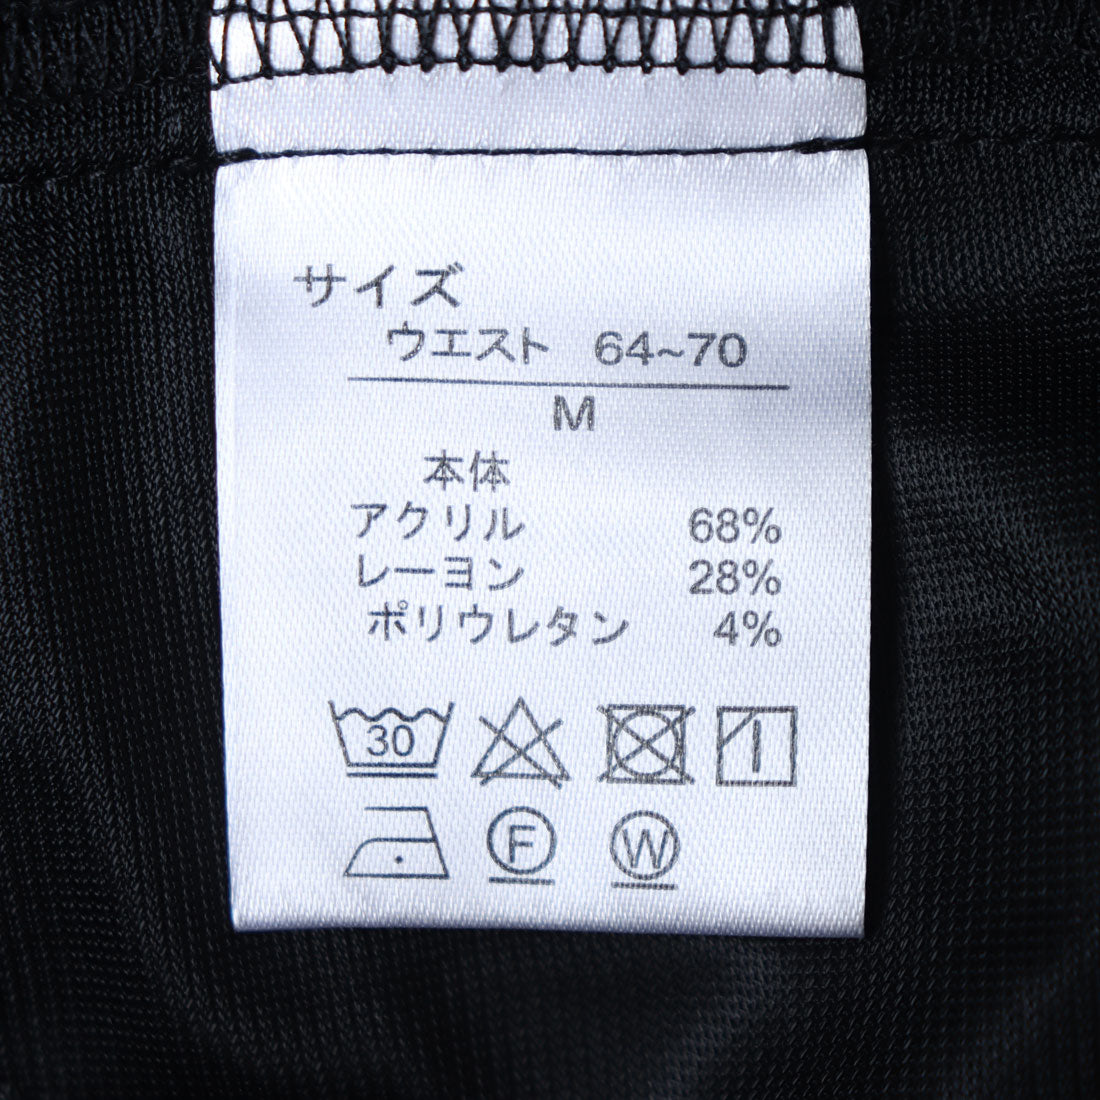 サイズ
ウエスト 64~70
M
本体
アクリル 68%
レーヨン 28%
ポリウレタン 4%
30
F W